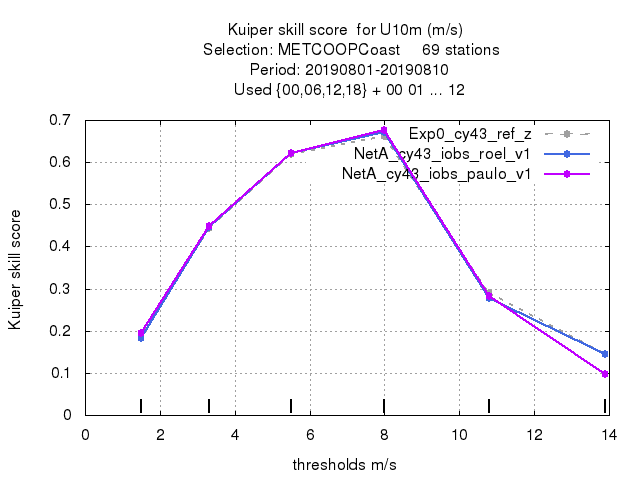 Kuiper skill score  for U10m (m/s)
Selection: METCOOPCoast     69 stations
Period: 20190801-20190810
Used {00,06,12,18} + 00 01 ... 12
Exp0_cy43_ref_z
NetA_cy43_iobs_roel_v1
NetA_cy43_iobs_paulo_v1
Kuiper skill score
0.7
0.6
0.5
0.4
0.3
0.2
0.1
0
0 2 4 6 8 10 12 14
thresholds m/s